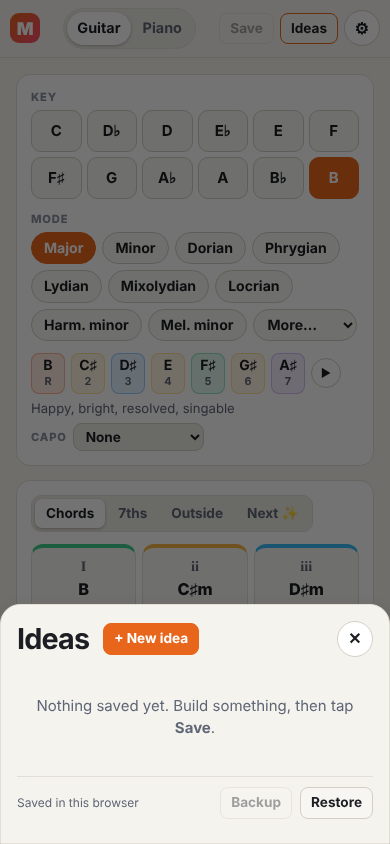 M Guitar Piano Save Ideas ⚙
KEY
C D♭ D E♭ E F
F♯ G A♭ A B♭ B
MODE
Major Minor Dorian Phrygian
Lydian Mixolydian Locrian
Harm. minor Mel. minor More...
B C♯ D♯ E F♯ G♯ A♯
R 2 3 4 5 6 7
Happy, bright, resolved, singable
CAPO None
Chords 7ths Outside Next ✨
I ii iii
B C♯m D♯m
Ideas + New idea ✕
Nothing saved yet. Build something, then tap
Save.
Saved in this browser Backup Restore